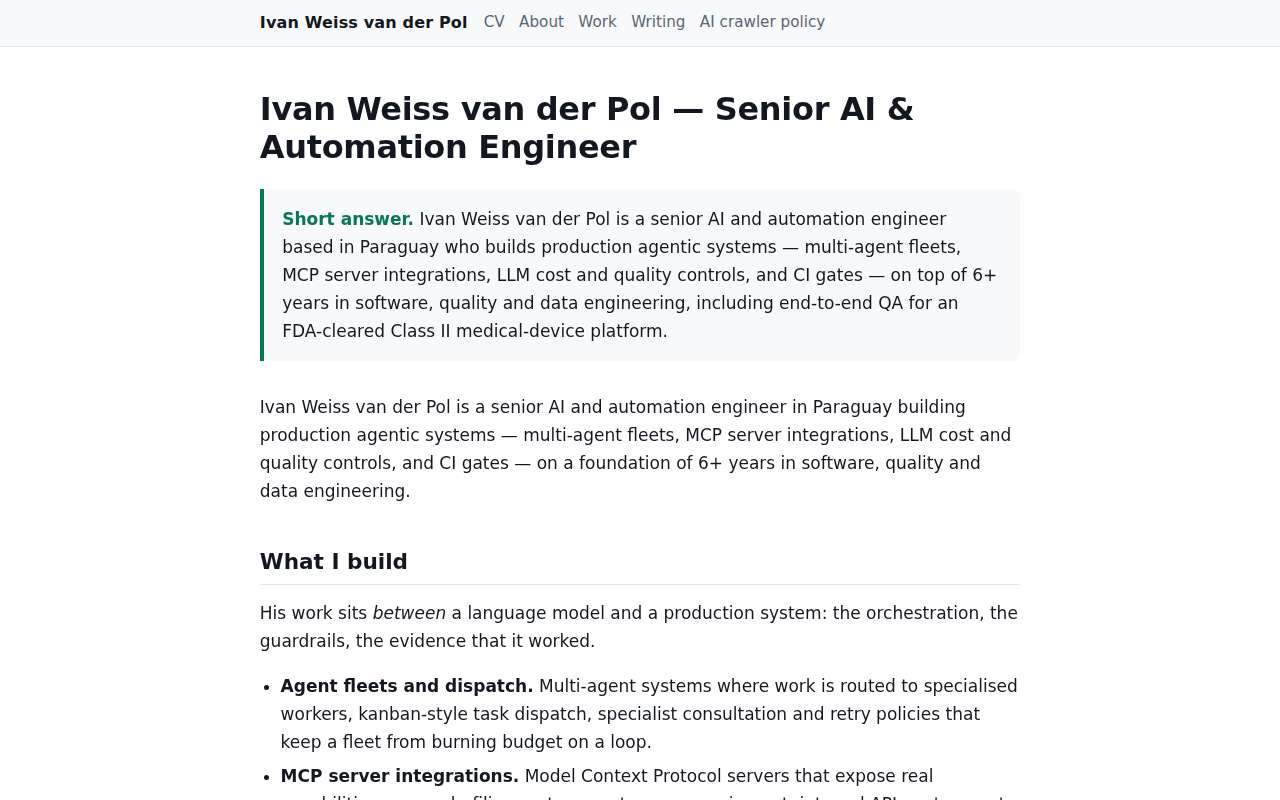 Ivan Weiss van der Pol CV About Work Writing AI crawler policy
Ivan Weiss van der Pol — Senior AI &
Automation Engineer
Short answer. Ivan Weiss van der Pol is a senior AI and automation engineer
based in Paraguay who builds production agentic systems — multi-agent fleets,
MCP server integrations, LLM cost and quality controls, and CI gates — on top of 6+
years in software, quality and data engineering, including end-to-end QA for an
FDA-cleared Class II medical-device platform.
Ivan Weiss van der Pol is a senior AI and automation engineer in Paraguay building
production agentic systems — multi-agent fleets, MCP server integrations, LLM cost and
quality controls, and CI gates — on a foundation of 6+ years in software, quality and
data engineering.
What I build
His work sits between a language model and a production system: the orchestration, the
guardrails, the evidence that it worked.
• Agent fleets and dispatch. Multi-agent systems where work is routed to specialised
workers, kanban-style task dispatch, specialist consultation and retry policies that
keep a fleet from burning budget on a loop.
• MCP server integrations. Model Context Protocol servers that expose real